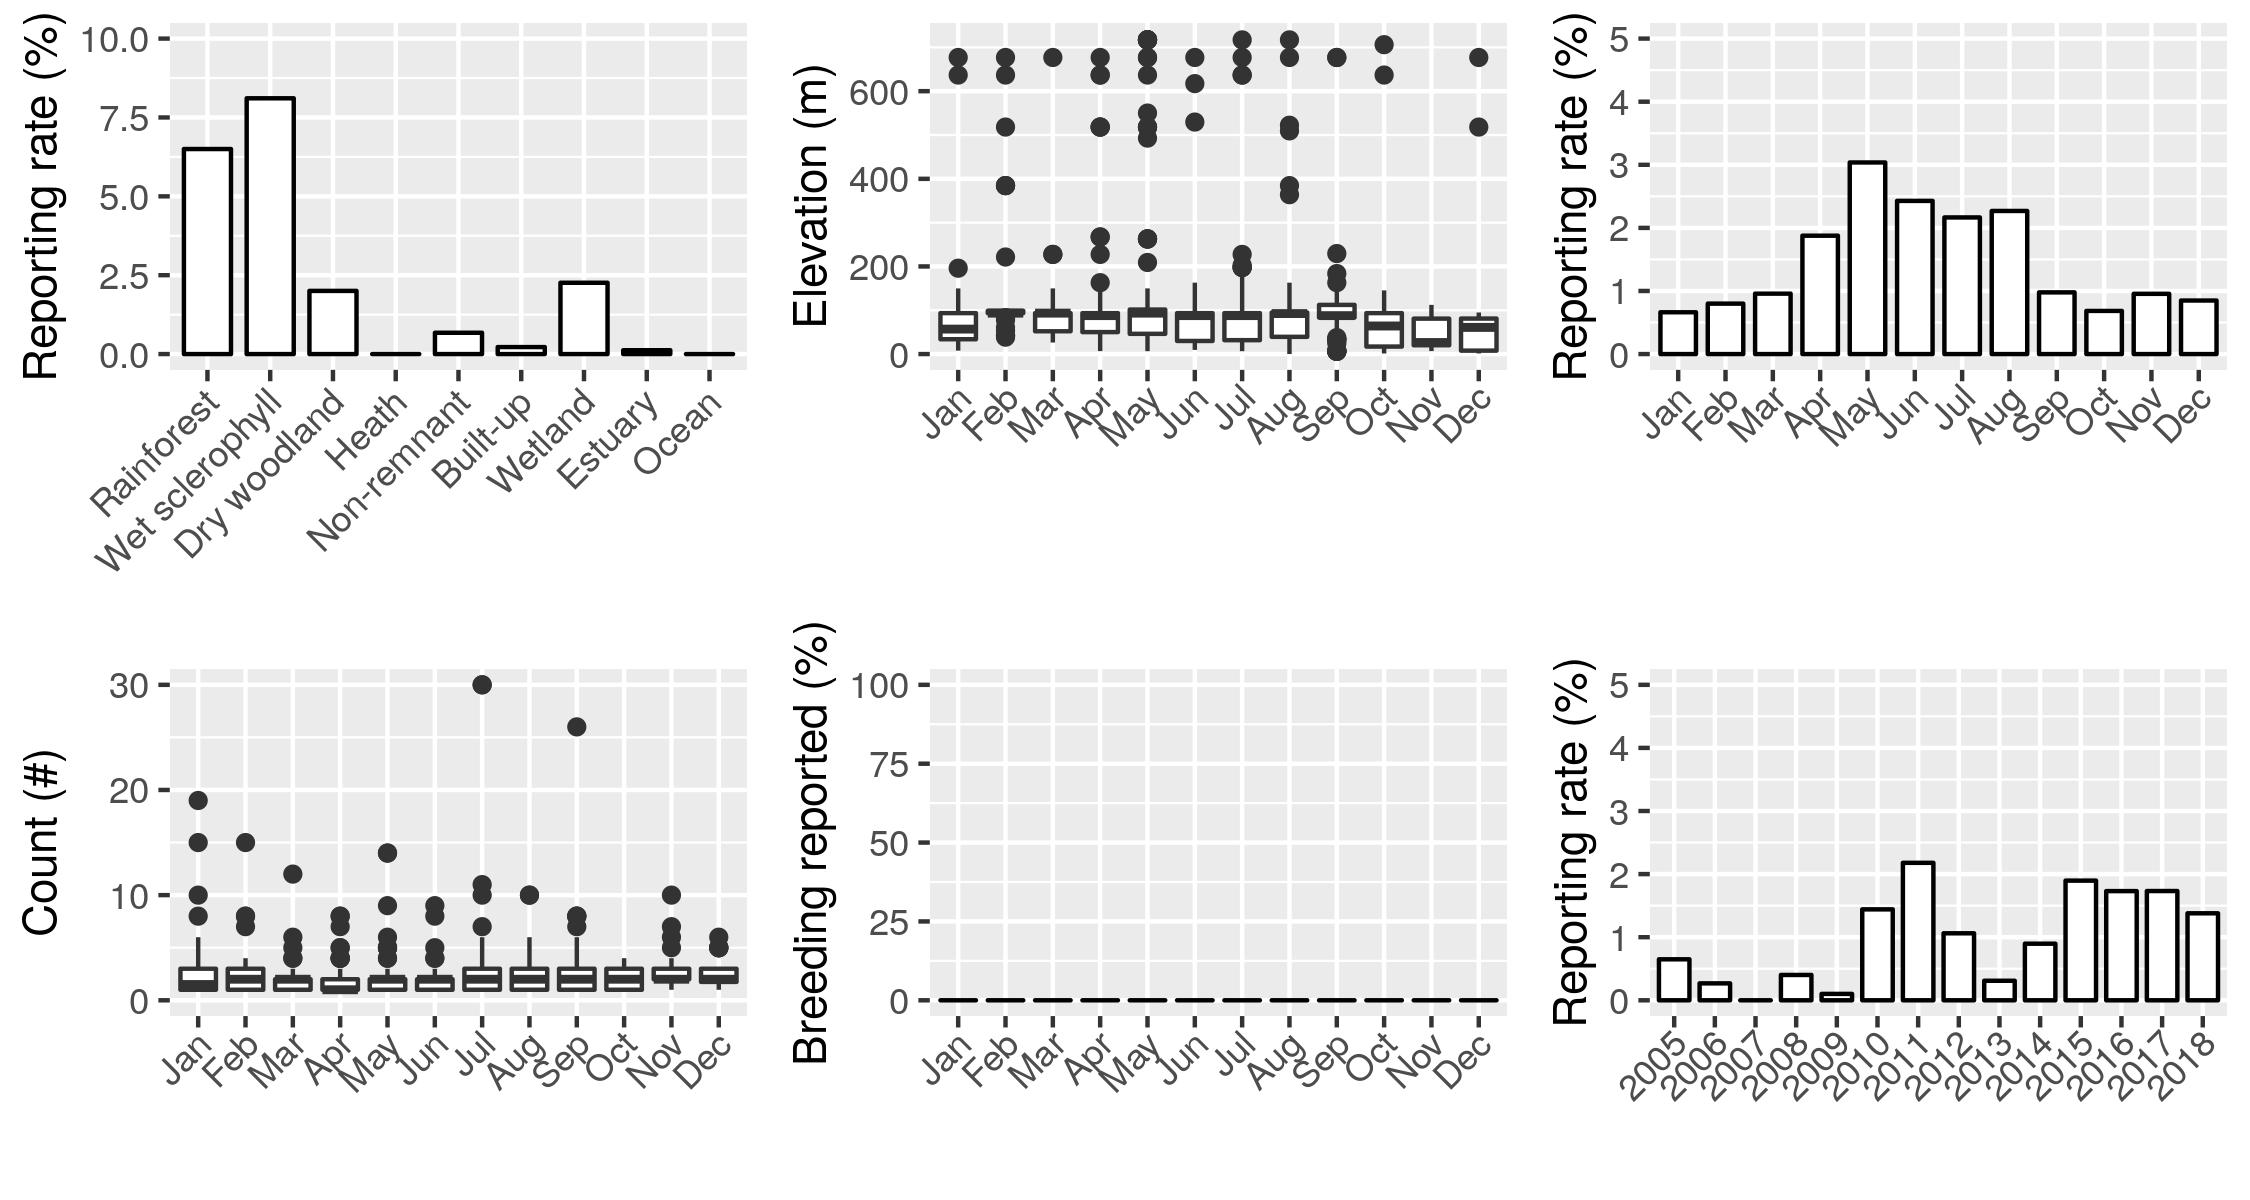 Reporting rate (%)
10.0
7.5
5.0
2.5
0.0
Rainforest
Wet sclerophyll
Dry woodland
Heath
Non-remnant
Built-up
Wetland
Estuary
Ocean
Elevation (m)
600
400
200
0
Jan
Feb
Mar
Apr
May
Jun
Jul
Aug
Sep
Oct
Nov
Dec
Reporting rate (%)
5
4
3
2
1
0
Jan
Feb
Mar
Apr
May
Jun
Jul
Aug
Sep
Oct
Nov
Dec
Count (#)
30
20
10
0
Jan
Feb
Mar
Apr
May
Jun
Jul
Aug
Sep
Oct
Nov
Dec
Breeding reported (%)
100
75
50
25
0
Jan
Feb
Mar
Apr
May
Jun
Jul
Aug
Sep
Oct
Nov
Dec
Reporting rate (%)
5
4
3
2
1
0
2005
2006
2007
2008
2009
2010
2011
2012
2013
2014
2015
2016
2017
2018